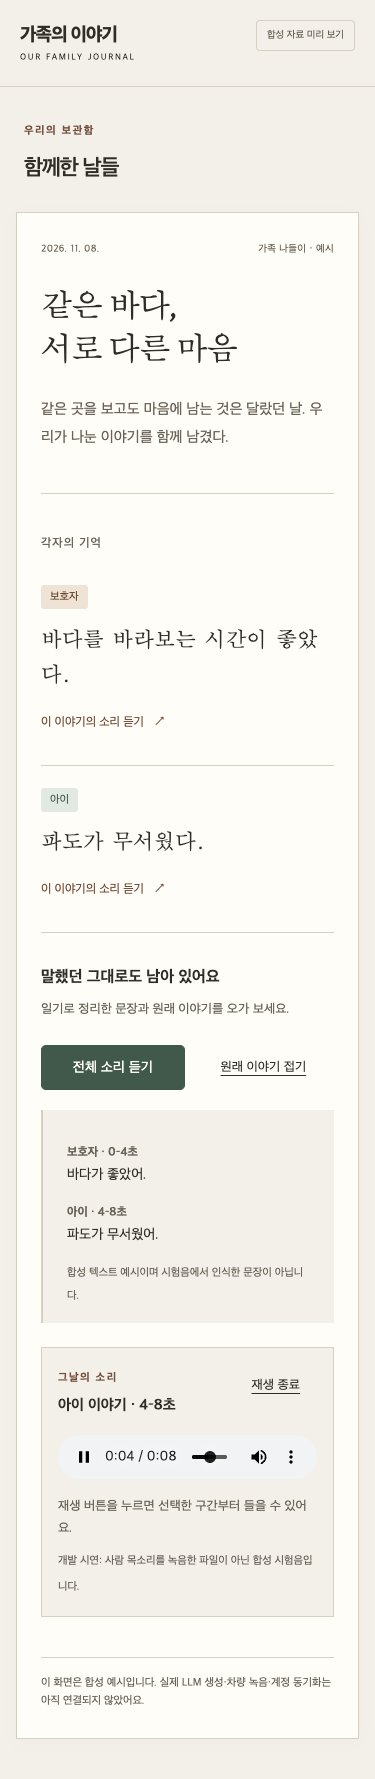 가족의 이야기
OUR FAMILY JOURNAL
합성 자료 미리 보기
우리의 보관함
함께한 날들
2026. 11. 08.
가족 나들이 · 예시
같은 바다,
서로 다른 마음
같은 곳을 보고도 마음에 남는 것은 달랐던 날. 우
리가 나눈 이야기를 함께 남겼다.
각자의 기억
보호자
바다를 바라보는 시간이 좋았
다.
이 이야기의 소리 듣기 ↗
아이
파도가 무서웠다.
이 이야기의 소리 듣기 ↗
말했던 그대로도 남아 있어요
일기로 정리한 문장과 원래 이야기를 오가 보세요.
전체 소리 듣기
원래 이야기 접기
보호자 · 0-4초
바다가 좋았어.
아이 · 4-8초
파도가 무서웠어.
합성 텍스트 예시이며 시험음에서 인식한 문장이 아닙니
다.
그날의 소리
재생 종료
아이 이야기 · 4-8초
0:04 / 0:08
재생 버튼을 누르면 선택한 구간부터 들을 수 있어
요.
개발 시연: 사람 목소리를 녹음한 파일이 아닌 합성 시험음입
니다.
이 화면은 합성 예시입니다. 실제 LLM 생성·차량 녹음·계정 동기화는
아직 연결되지 않았어요.